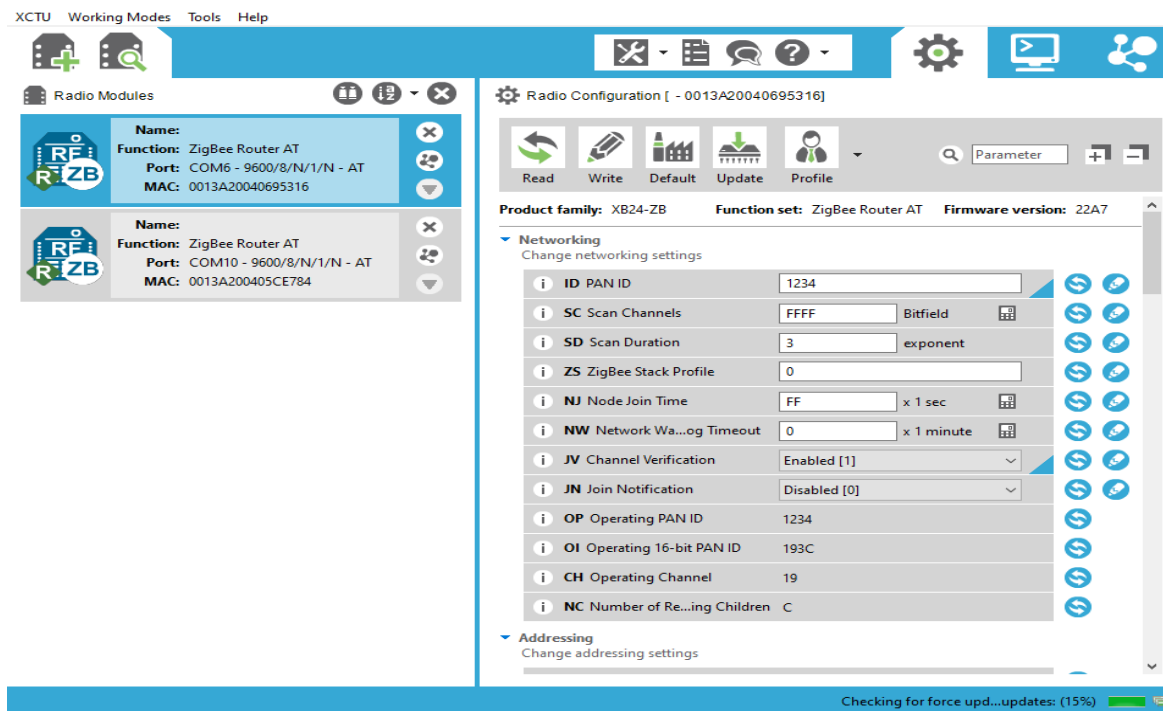 XCTU Working Modes Tools Help
Radio Modules
Name:
Function: ZigBee Router AT
Port: COM6 - 9600/8/N/1/N - AT
MAC: 0013A20040695316
RF
R ZB
Name:
Function: ZigBee Router AT
Port: COM10 - 9600/8/N/1/N - AT
MAC: 0013A200405CE784
RF
R ZB
Radio Configuration [ - 0013A20040695316]
Read Write Default Update Profile
Parameter
Product family: XB24-ZB Function set: ZigBee Router AT Firmware version: 22A7
Networking
Change networking settings
i ID PAN ID 1234
i SC Scan Channels FFFF Bitfield
i SD Scan Duration 3 exponent
i ZS ZigBee Stack Profile 0
i NJ Node Join Time FF x 1 sec
i NW Network Wa...og Timeout 0 x 1 minute
i JV Channel Verification Enabled [1]
i JN Join Notification Disabled [0]
i OP Operating PAN ID 1234
i OI Operating 16-bit PAN ID 193C
i CH Operating Channel 19
i NC Number of Re...ing Children C
Addressing
Change addressing settings
Checking for force upd...updates: (15%)